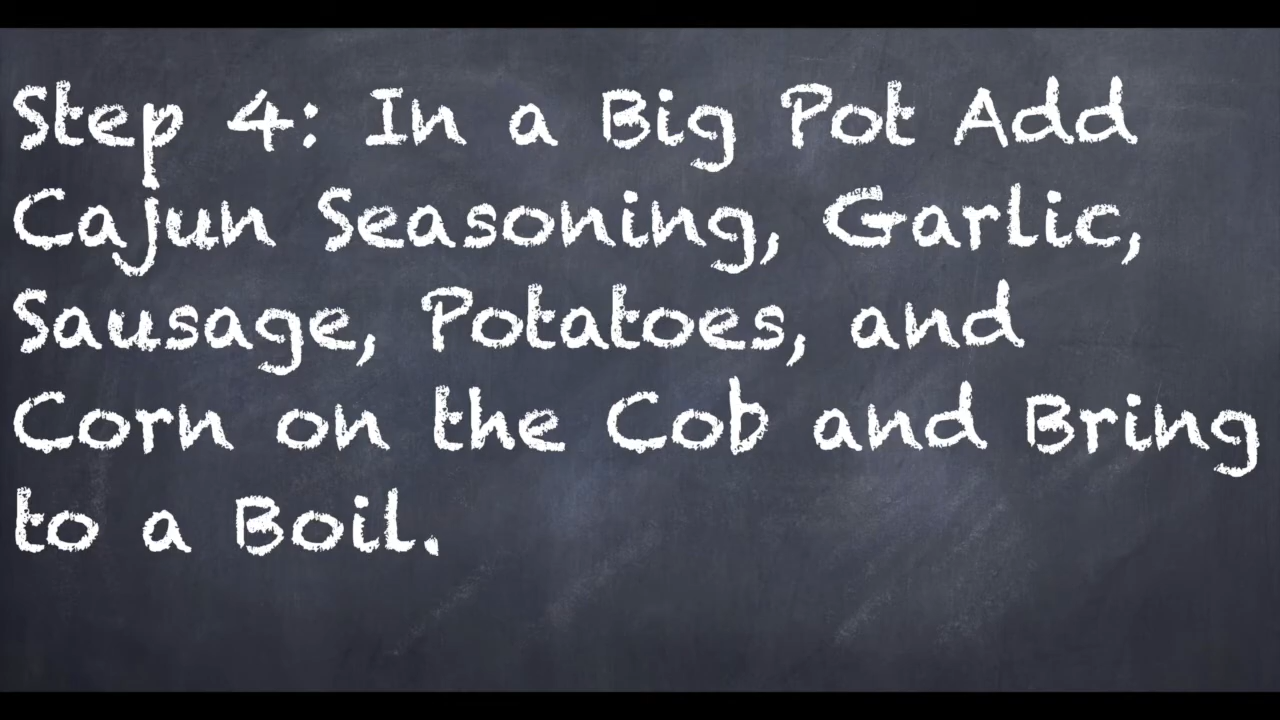 Step 4: In a Big Pot Add
Cajun Seasoning, Garlic,
Sausage, Potatoes, and
Corn on the Cob and Bring
to a Boil.